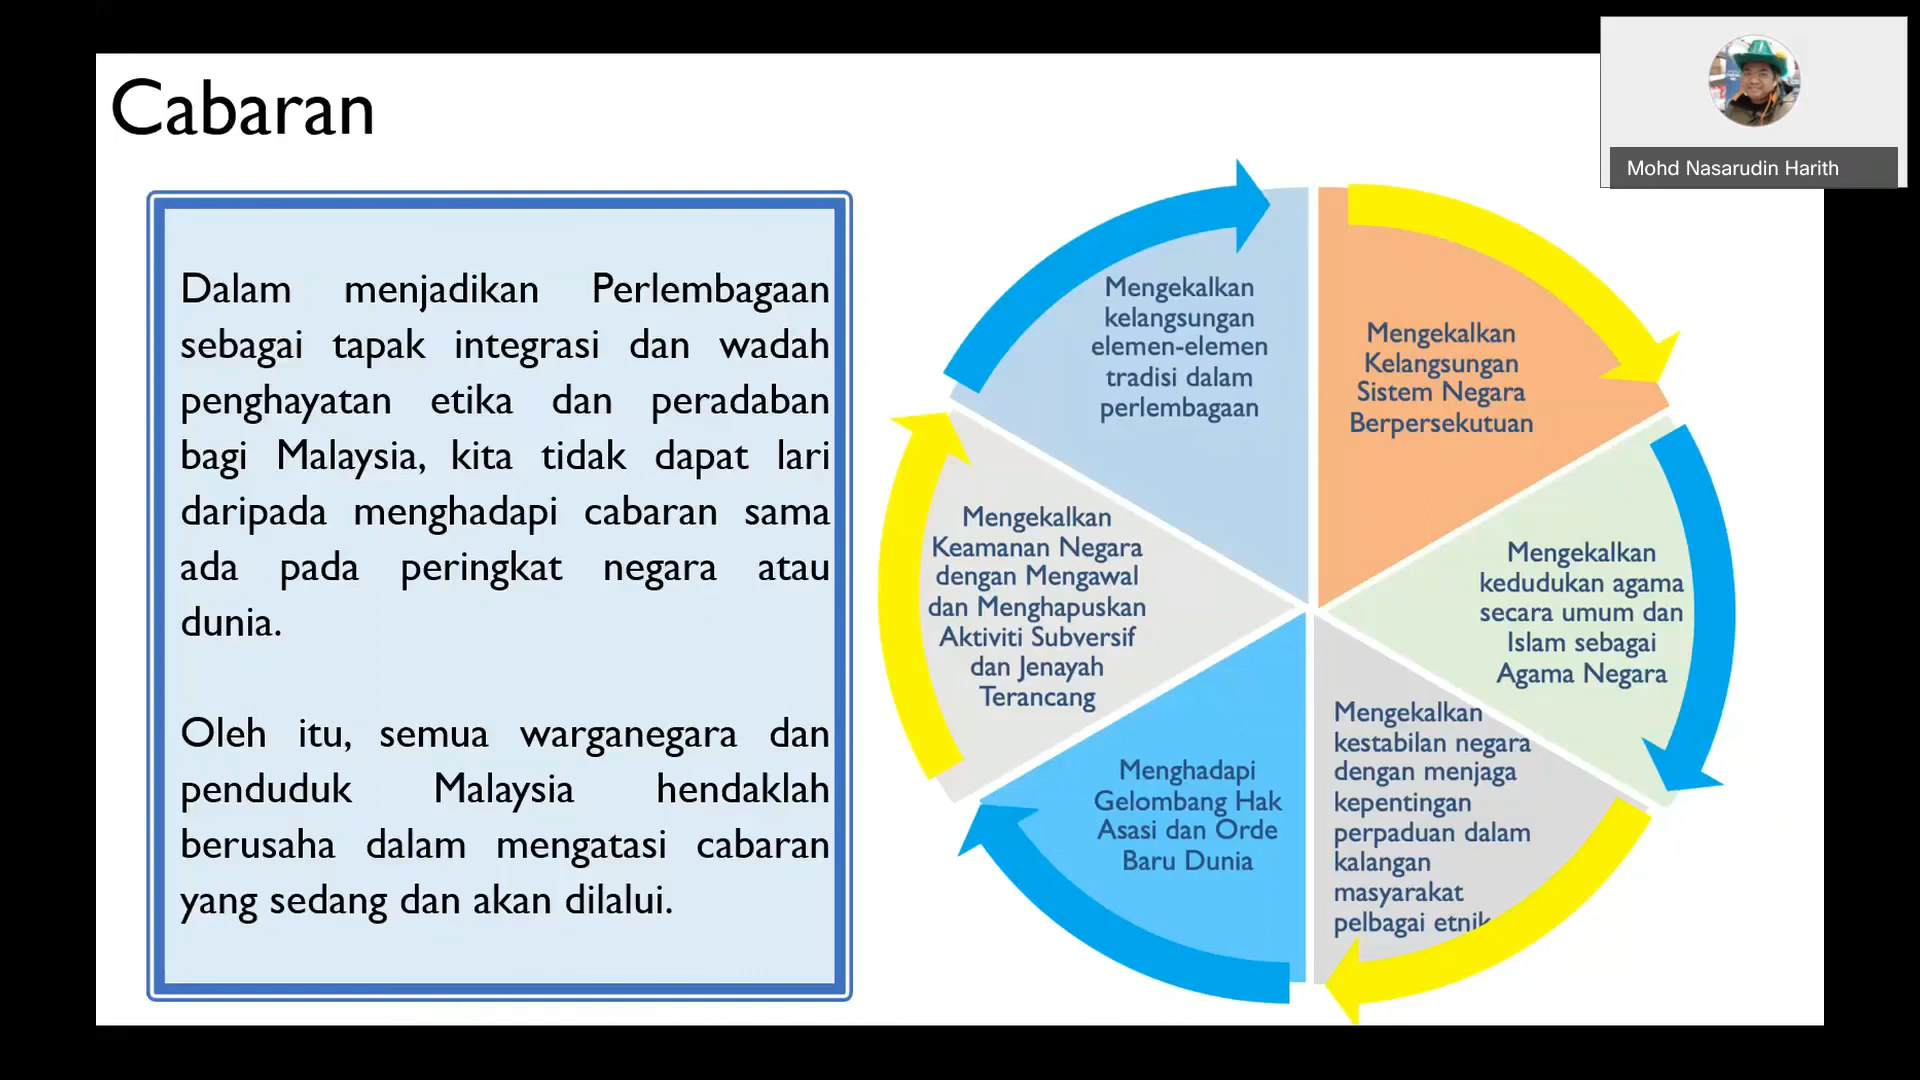 Cabaran
Mohd Nasarudin Harith
Dalam menjadikan Perlembagaan
sebagai tapak integrasi dan wadah
penghayatan etika dan peradaban
bagi Malaysia, kita tidak dapat lari
daripada menghadapi cabaran sama
ada pada peringkat negara atau
dunia.
Oleh itu, semua warganegara dan
penduduk Malaysia hendaklah
berusaha dalam mengatasi cabaran
yang sedang dan akan dilalui.
Mengekalkan
kelangsungan
elemen-elemen
tradisi dalam
perlembagaan
Mengekalkan
Kelangsungan
Sistem Negara
Berpersekutuan
Mengekalkan
kedudukan agama
secara umum dan
Islam sebagai
Agama Negara
Mengekalkan
kestabilan negara
dengan menjaga
kepentingan
perpaduan dalam
kalangan
masyarakat
pelbagai etnik
Menghadapi
Gelombang Hak
Asasi dan Orde
Baru Dunia
Mengekalkan
Keamanan Negara
dengan Mengawal
dan Menghapuskan
Aktiviti Subversif
dan Jenayah
Terancang